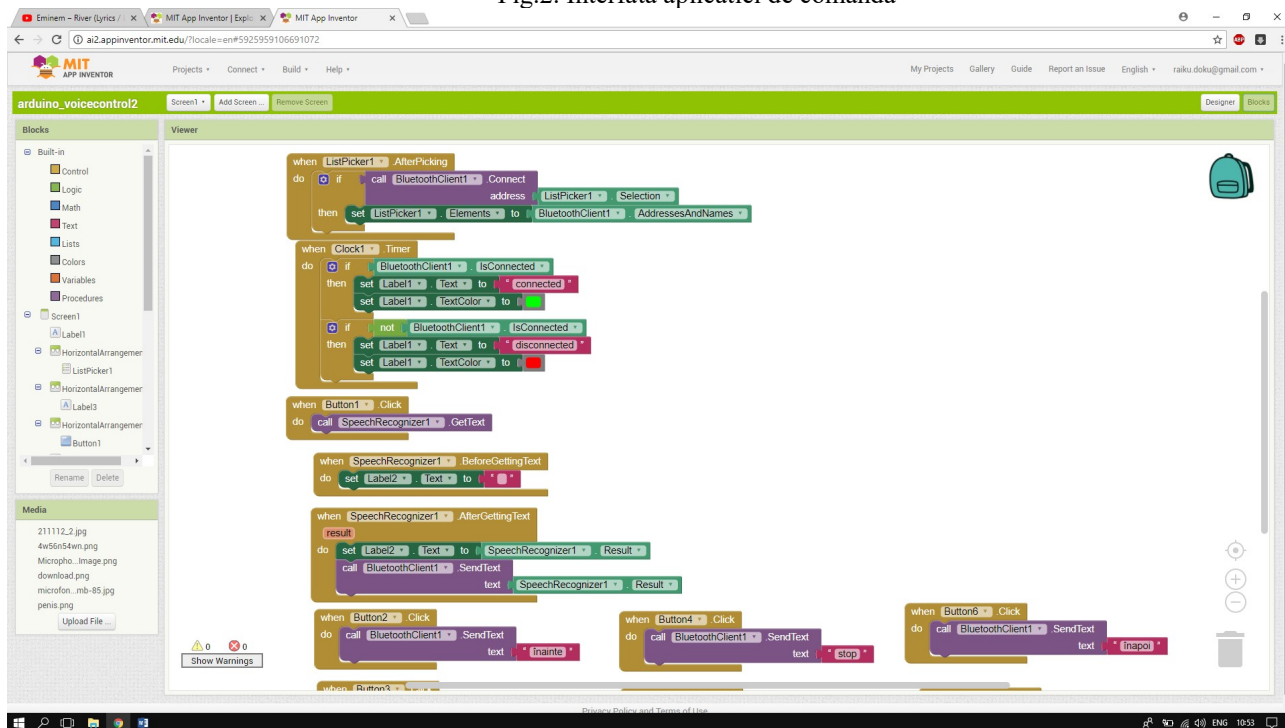 Fig.2. Interfata aplicatiei de comanda
Eminem – River (Lyrics /
MIT App Inventor | Explo
MIT App Inventor
ai2.appinventor.mit.edu/?locale=en#5925959106691072
MIT
APP INVENTOR
Projects
Connect
Build
Help
My Projects
Gallery
Guide
Report an Issue
English
raiku.doku@gmail.com
arduino_voicecontrol2
Screen1
Add Screen ...
Remove Screen
Designer
Blocks
Blocks
Viewer
Built-in
Control
Logic
Math
Text
Lists
Colors
Variables
Procedures
Screen1
Label1
HorizontalArrangemer
ListPicker1
HorizontalArrangemer
Label3
HorizontalArrangemer
Button1
Rename
Delete
Media
211112_2.jpg
4w56n54wn.png
Micropho...Image.png
download.png
microfon...mb-85.jpg
penis.png
Upload File ...
when ListPicker1 .AfterPicking
do if call BluetoothClient1 .Connect
address ListPicker1 . Selection
then set ListPicker1 . Elements to BluetoothClient1 . AddressesAndNames
when Clock1 .Timer
do if BluetoothClient1 . IsConnected
then set Label1 . Text to " connected "
set Label1 . TextColor to
if not BluetoothClient1 . IsConnected
then set Label1 . Text to " disconnected "
set Label1 . TextColor to
when Button1 .Click
do call SpeechRecognizer1 .GetText
when SpeechRecognizer1 .BeforeGettingText
do set Label2 . Text to " "
when SpeechRecognizer1 .AfterGettingText
result
do set Label2 . Text to SpeechRecognizer1 . Result
call BluetoothClient1 .SendText
text SpeechRecognizer1 . Result
when Button2 .Click
do call BluetoothClient1 .SendText
text " înainte "
when Button4 .Click
do call BluetoothClient1 .SendText
text " stop "
when Button6 .Click
do call BluetoothClient1 .SendText
text " înapoi "
when Button3 .Click
0 0
Show Warnings
Privacy Policy and Terms of Use
ENG 10:53